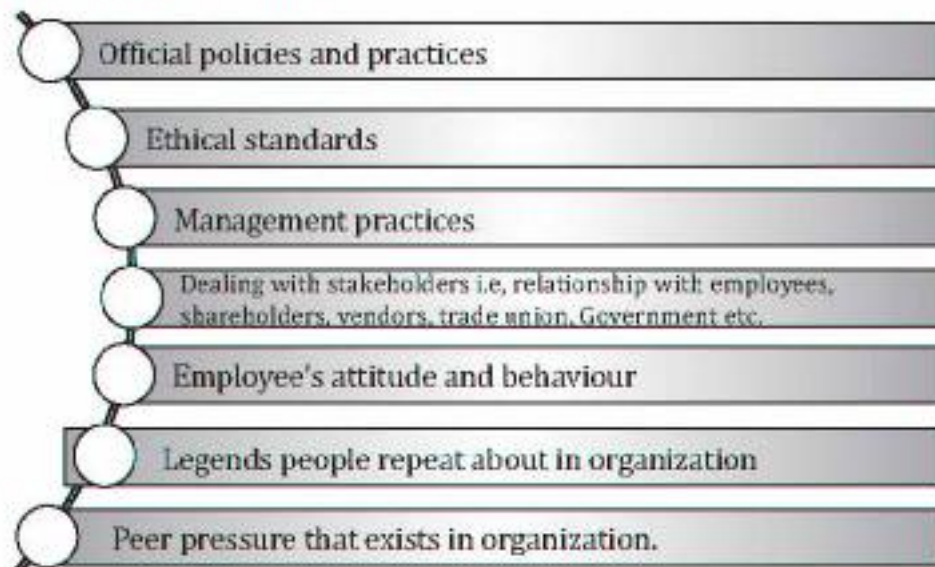 Official policies and practices
Ethical standards
Management practices
Dealing with stakeholders i.e, relationship with employees,
shareholders, vendors, trade union, Government etc.
Employee's attitude and behaviour
Legends people repeat about in organization
Peer pressure that exists in organization.